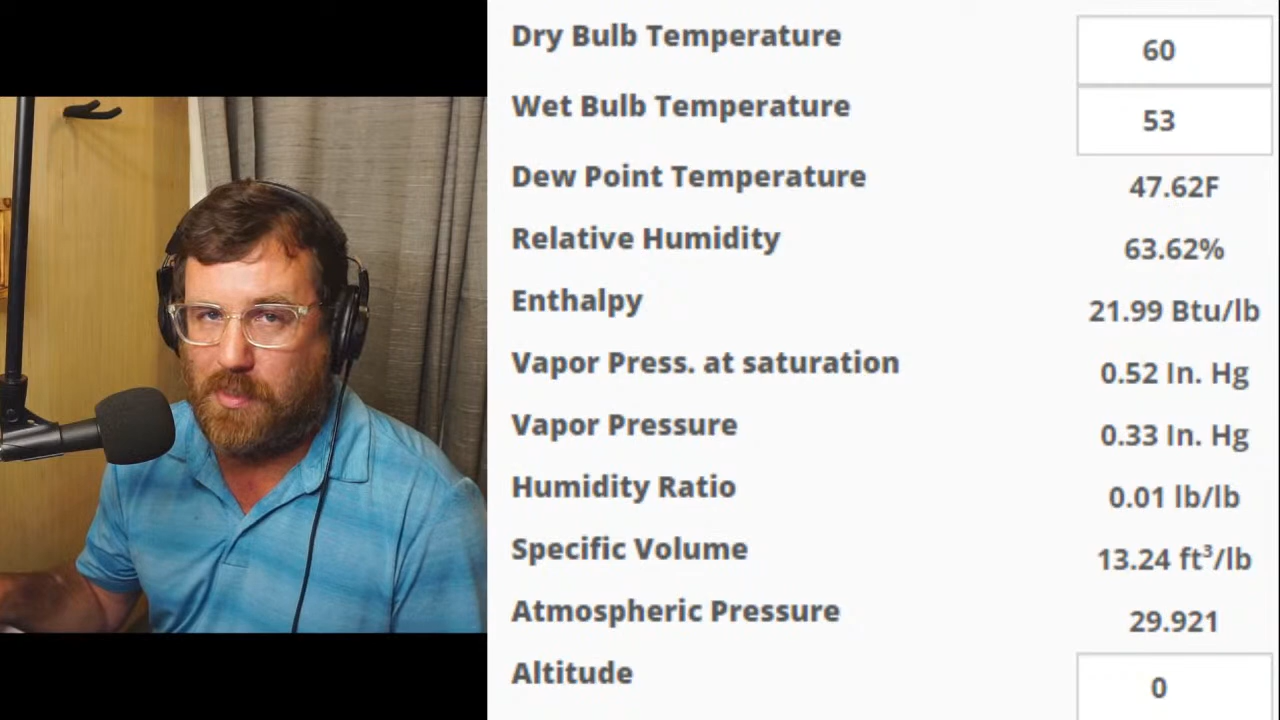 Dry Bulb Temperature 60
Wet Bulb Temperature 53
Dew Point Temperature 47.62F
Relative Humidity 63.62%
Enthalpy 21.99 Btu/lb
Vapor Press. at saturation 0.52 In. Hg
Vapor Pressure 0.33 In. Hg
Humidity Ratio 0.01 lb/lb
Specific Volume 13.24 ft³/lb
Atmospheric Pressure 29.921
Altitude 0